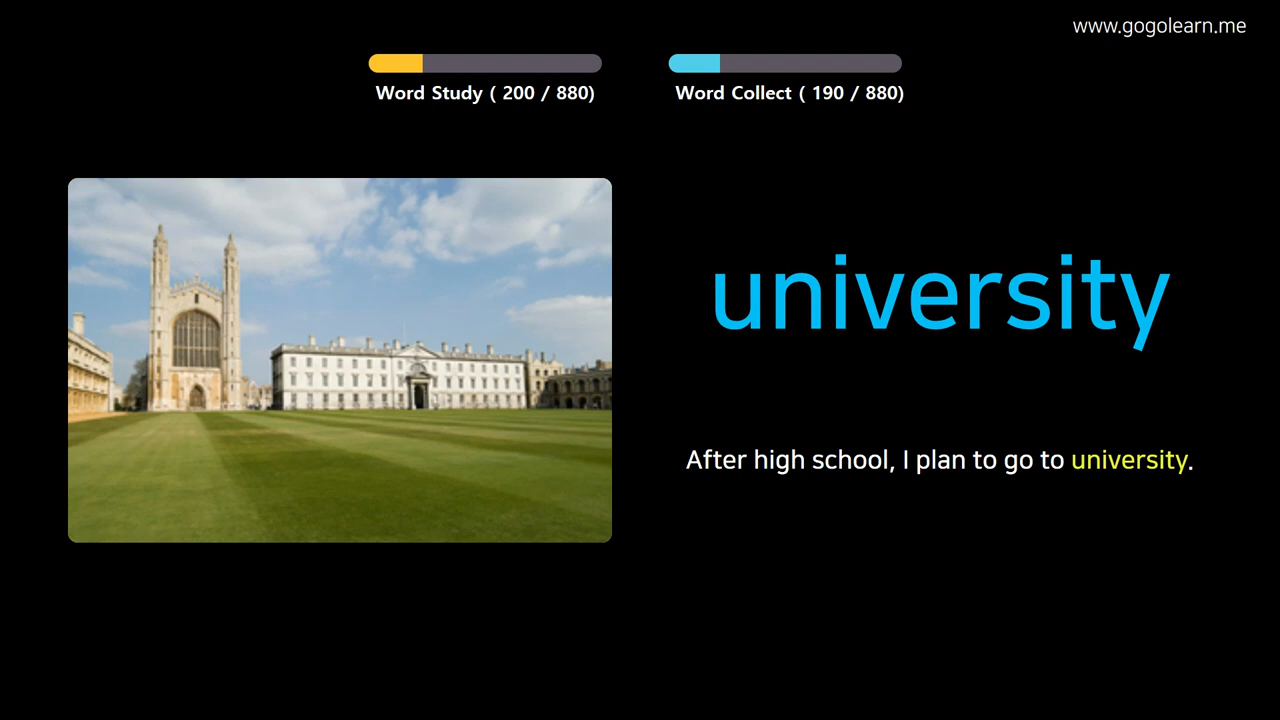 www.gogolearn.me
Word Study ( 200 / 880)
Word Collect ( 190 / 880)
university
After high school, I plan to go to university.